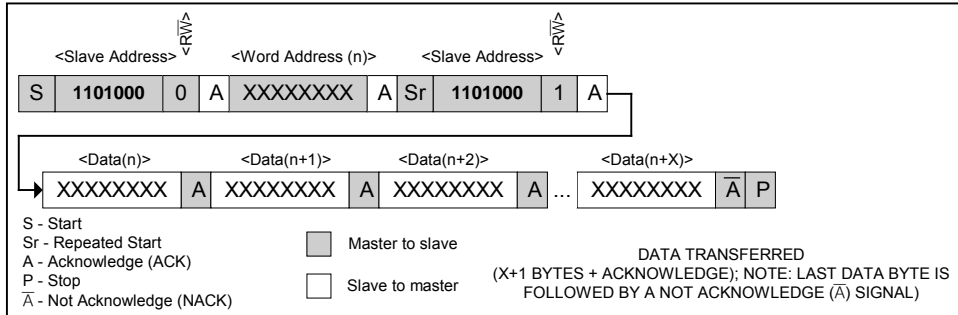 <Slave Address> <RW̅> <Word Address (n)> <Slave Address> <RW̅>
S 1101000 0 A XXXXXXXX A Sr 1101000 1 A
<Data(n)> <Data(n+1)> <Data(n+2)> <Data(n+X)>
XXXXXXXX A XXXXXXXX A XXXXXXXX A ... XXXXXXXX A̅ P
S - Start
Sr - Repeated Start
A - Acknowledge (ACK)
P - Stop
A̅ - Not Acknowledge (NACK)
Master to slave
Slave to master
DATA TRANSFERRED
(X+1 BYTES + ACKNOWLEDGE); NOTE: LAST DATA BYTE IS
FOLLOWED BY A NOT ACKNOWLEDGE (A̅) SIGNAL)